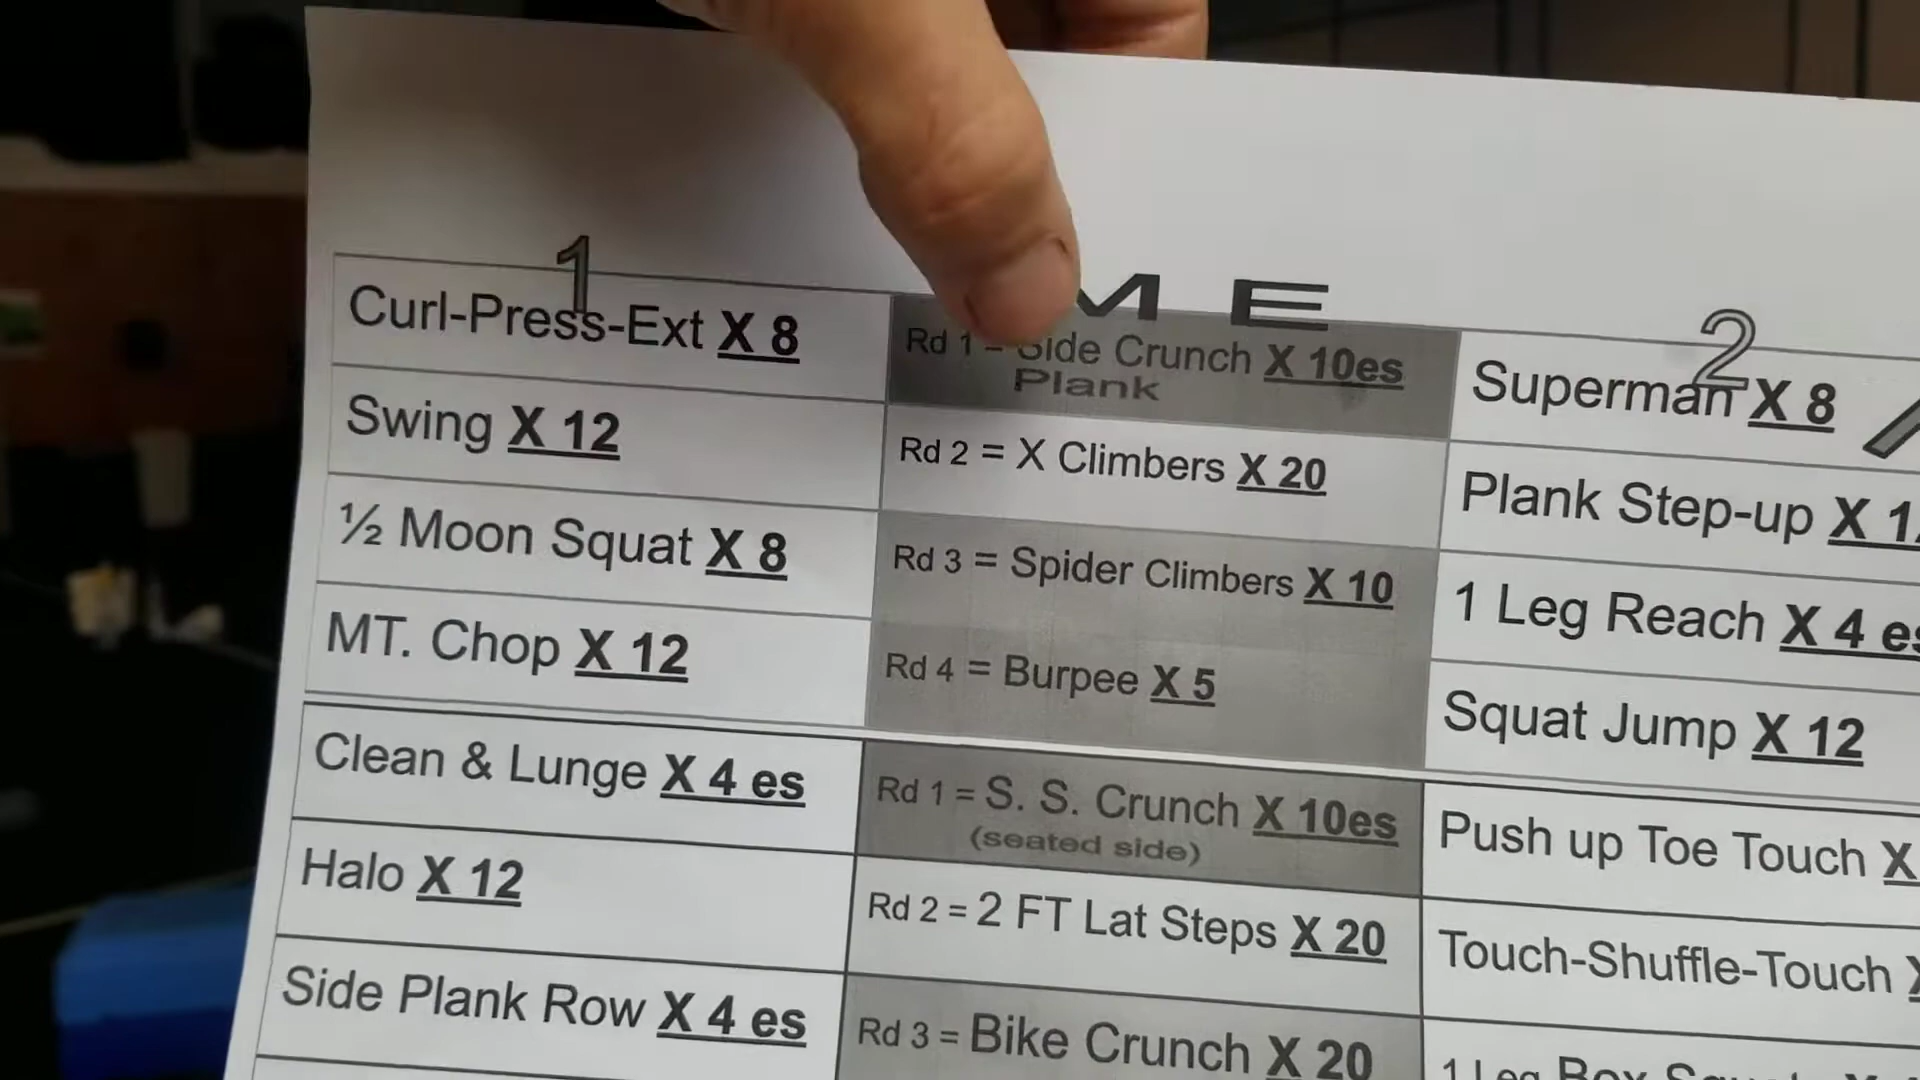 1
M E
2
Curl-Press-Ext X 8
Rd 1 = Side Crunch X 10es
Plank
Superman X 8
Swing X 12
Rd 2 = X Climbers X 20
Plank Step-up X
½ Moon Squat X 8
Rd 3 = Spider Climbers X 10
1 Leg Reach X 4 es
MT. Chop X 12
Rd 4 = Burpee X 5
Squat Jump X 12
Clean & Lunge X 4 es
Rd 1 = S. S. Crunch X 10es
(seated side)
Push up Toe Touch X
Halo X 12
Rd 2 = 2 FT Lat Steps X 20
Touch-Shuffle-Touch
Side Plank Row X 4 es
Rd 3 = Bike Crunch X 20
1 Leg Box